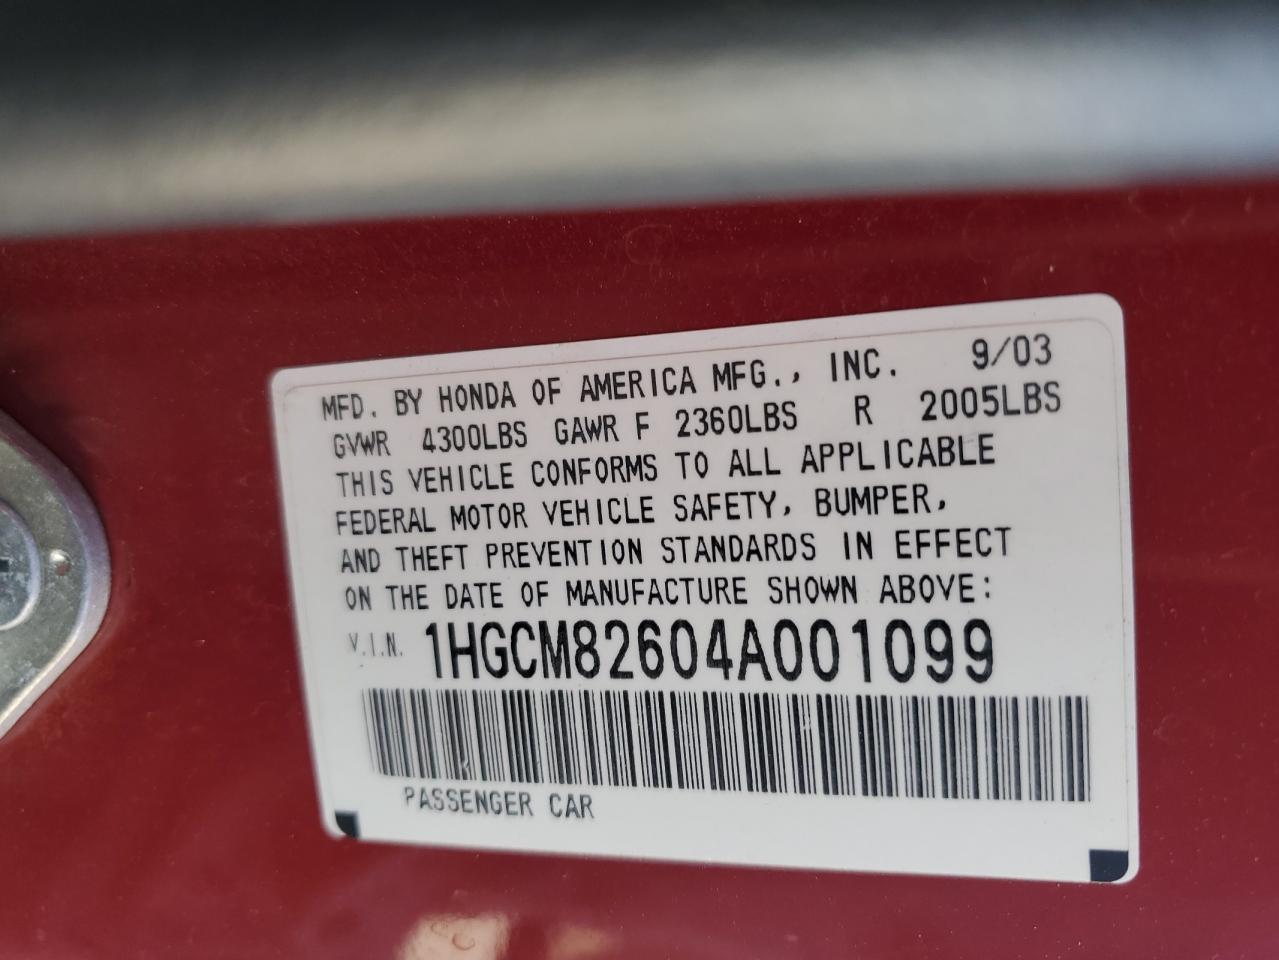 MFD. BY HONDA OF AMERICA MFG., INC. 9/03
GVWR 4300LBS GAWR F 2360LBS R 2005LBS
THIS VEHICLE CONFORMS TO ALL APPLICABLE
FEDERAL MOTOR VEHICLE SAFETY, BUMPER,
AND THEFT PREVENTION STANDARDS IN EFFECT
ON THE DATE OF MANUFACTURE SHOWN ABOVE:
V.I.N. 1HGCM82604A001099
PASSENGER CAR